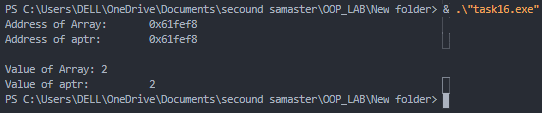 PS C:\Users\DELL\OneDrive\Documents\secound samaster\OOP_LAB\New folder> & .\"task16.exe"
Address of Array:       0x61fef8
Address of aptr:        0x61fef8

Value of Array: 2
Value of aptr:          2
PS C:\Users\DELL\OneDrive\Documents\secound samaster\OOP_LAB\New folder>